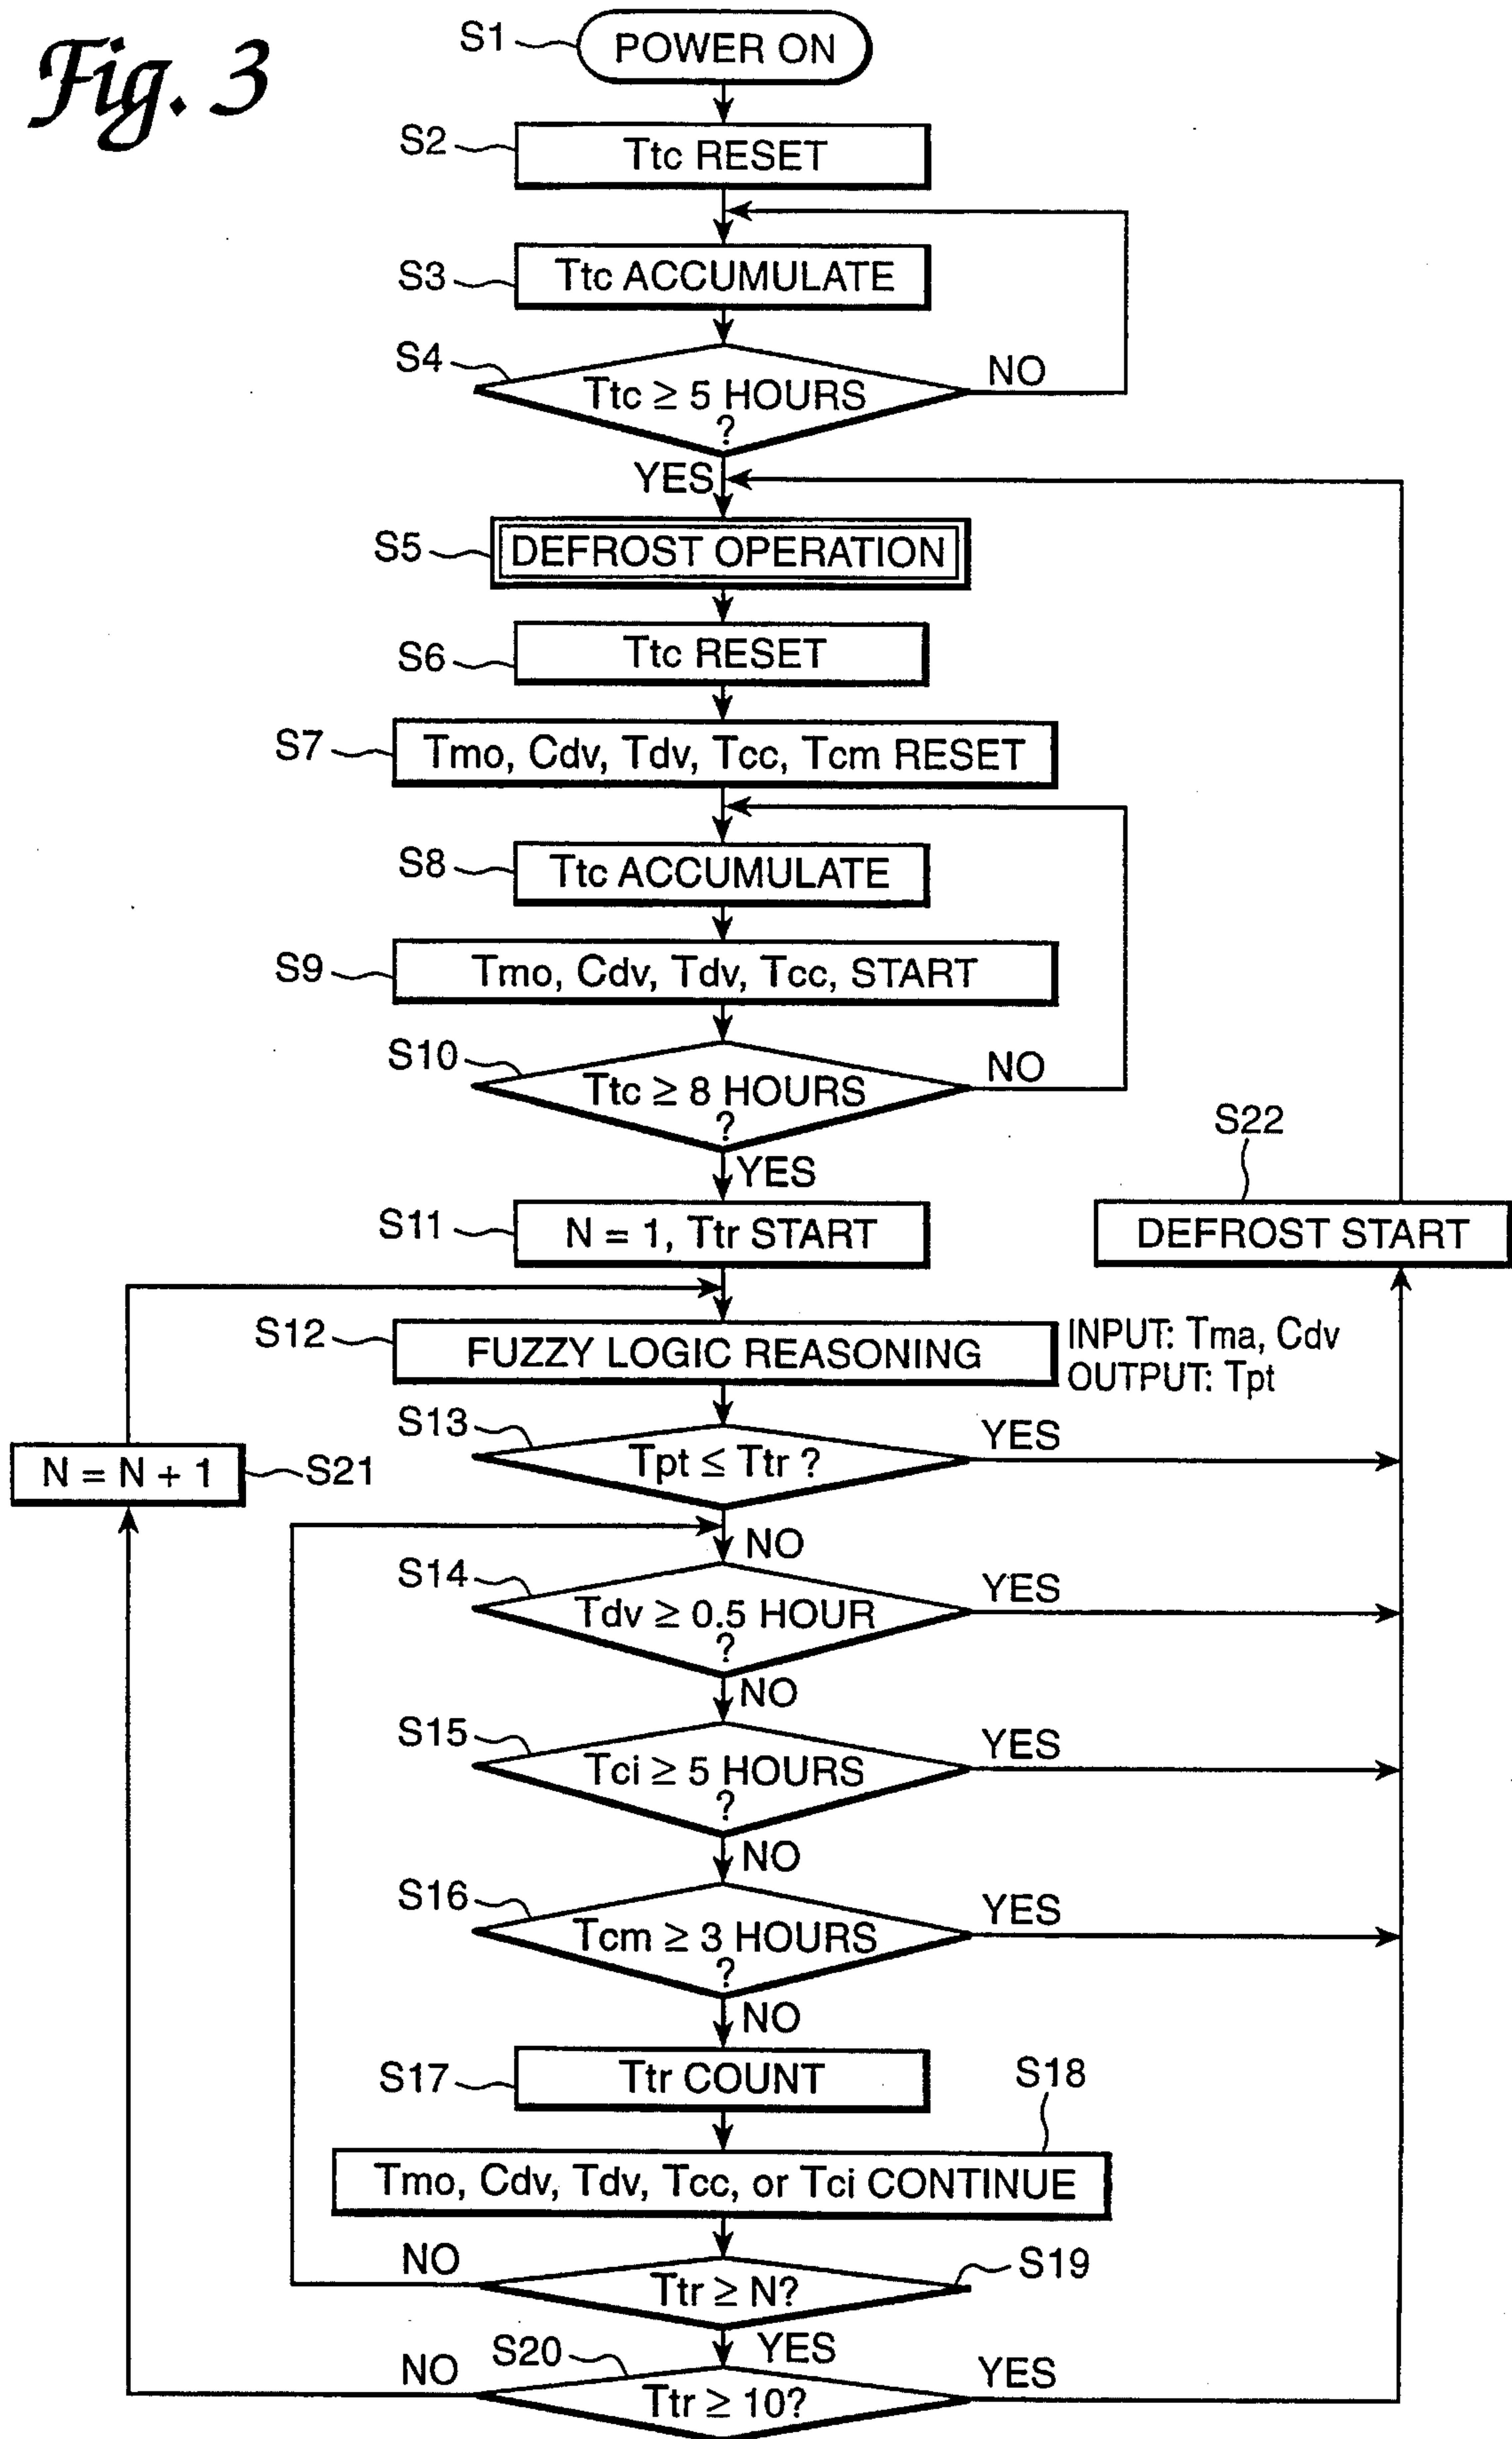 Fig. 3
S1
POWER ON
S2
Ttc RESET
S3
Ttc ACCUMULATE
S4
Ttc ≥ 5 HOURS
?
NO
YES
S5
DEFROST OPERATION
S6
Ttc RESET
S7
Tmo, Cdv, Tdv, Tcc, Tcm RESET
S8
Ttc ACCUMULATE
S9
Tmo, Cdv, Tdv, Tcc, START
S10
Ttc ≥ 8 HOURS
?
NO
YES
S22
DEFROST START
S11
N = 1, Ttr START
S12
FUZZY LOGIC REASONING
INPUT: Tma, Cdv
OUTPUT: Tpt
S13
Tpt ≤ Ttr ?
YES
N = N + 1
S21
NO
S14
Tdv ≥ 0.5 HOUR
?
YES
NO
S15
Tci ≥ 5 HOURS
?
YES
NO
S16
Tcm ≥ 3 HOURS
?
YES
NO
S17
Ttr COUNT
S18
Tmo, Cdv, Tdv, Tcc, or Tci CONTINUE
NO
Ttr ≥ N?
S19
YES
S20
NO
Ttr ≥ 10?
YES